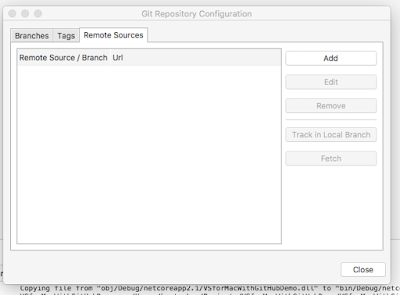 Git Repository Configuration
Branches Tags Remote Sources
Remote Source / Branch Url
Add
Edit
Remove
Track in Local Branch
Fetch
Close
Copying file from "obj/Debug/netcoreapp2.1/VSforMacWithGitHubDemo.dll" to "bin/Debug/netc